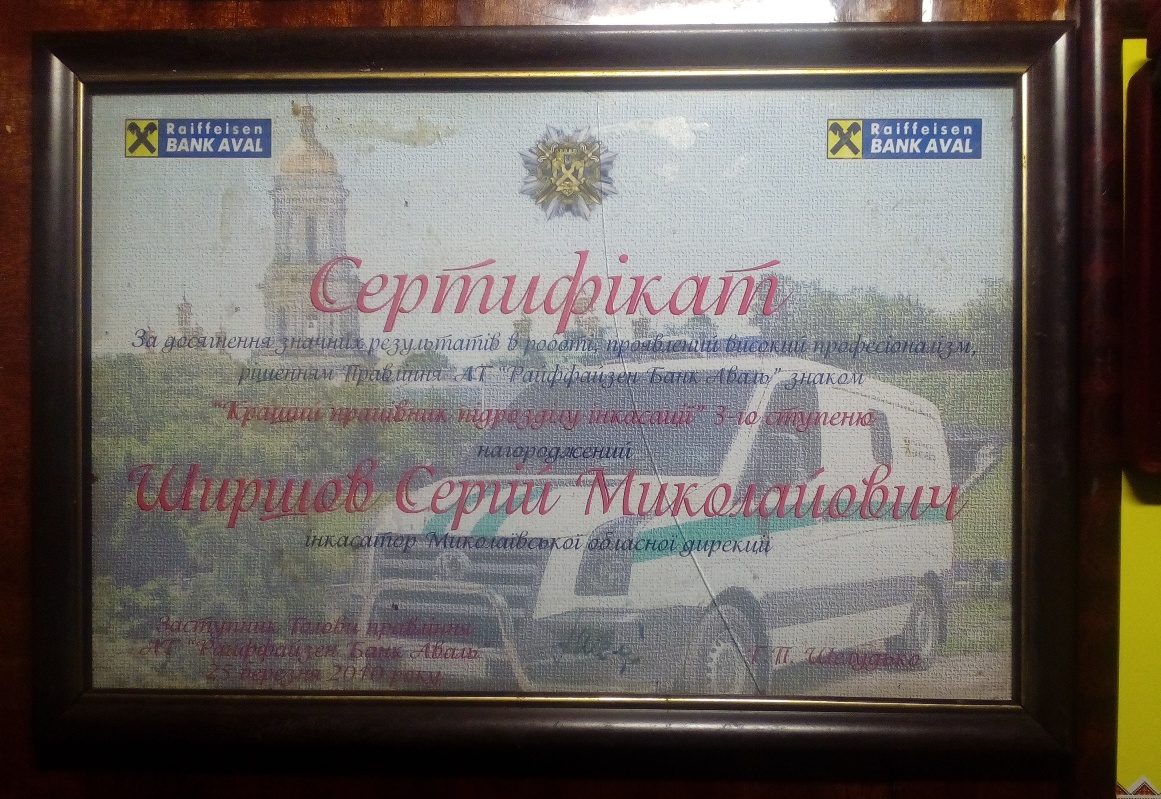 Raiffeisen
BANK AVAL
Raiffeisen
BANK AVAL
Сертифікат
За досягнення значних результатів в роботі, проявлений високий професіоналізм,
рішенням Правління АТ "Райффайзен Банк Аваль" знаком
"Кращий працівник підрозділу інкасації" 3-го ступеню
нагороджений
Ширшов Сергій Миколайович
інкасатор Миколаївської обласної дирекції
Заступник Голови правління
АТ "Райффайзен Банк Аваль
25 березня 2010 року
Г. П.